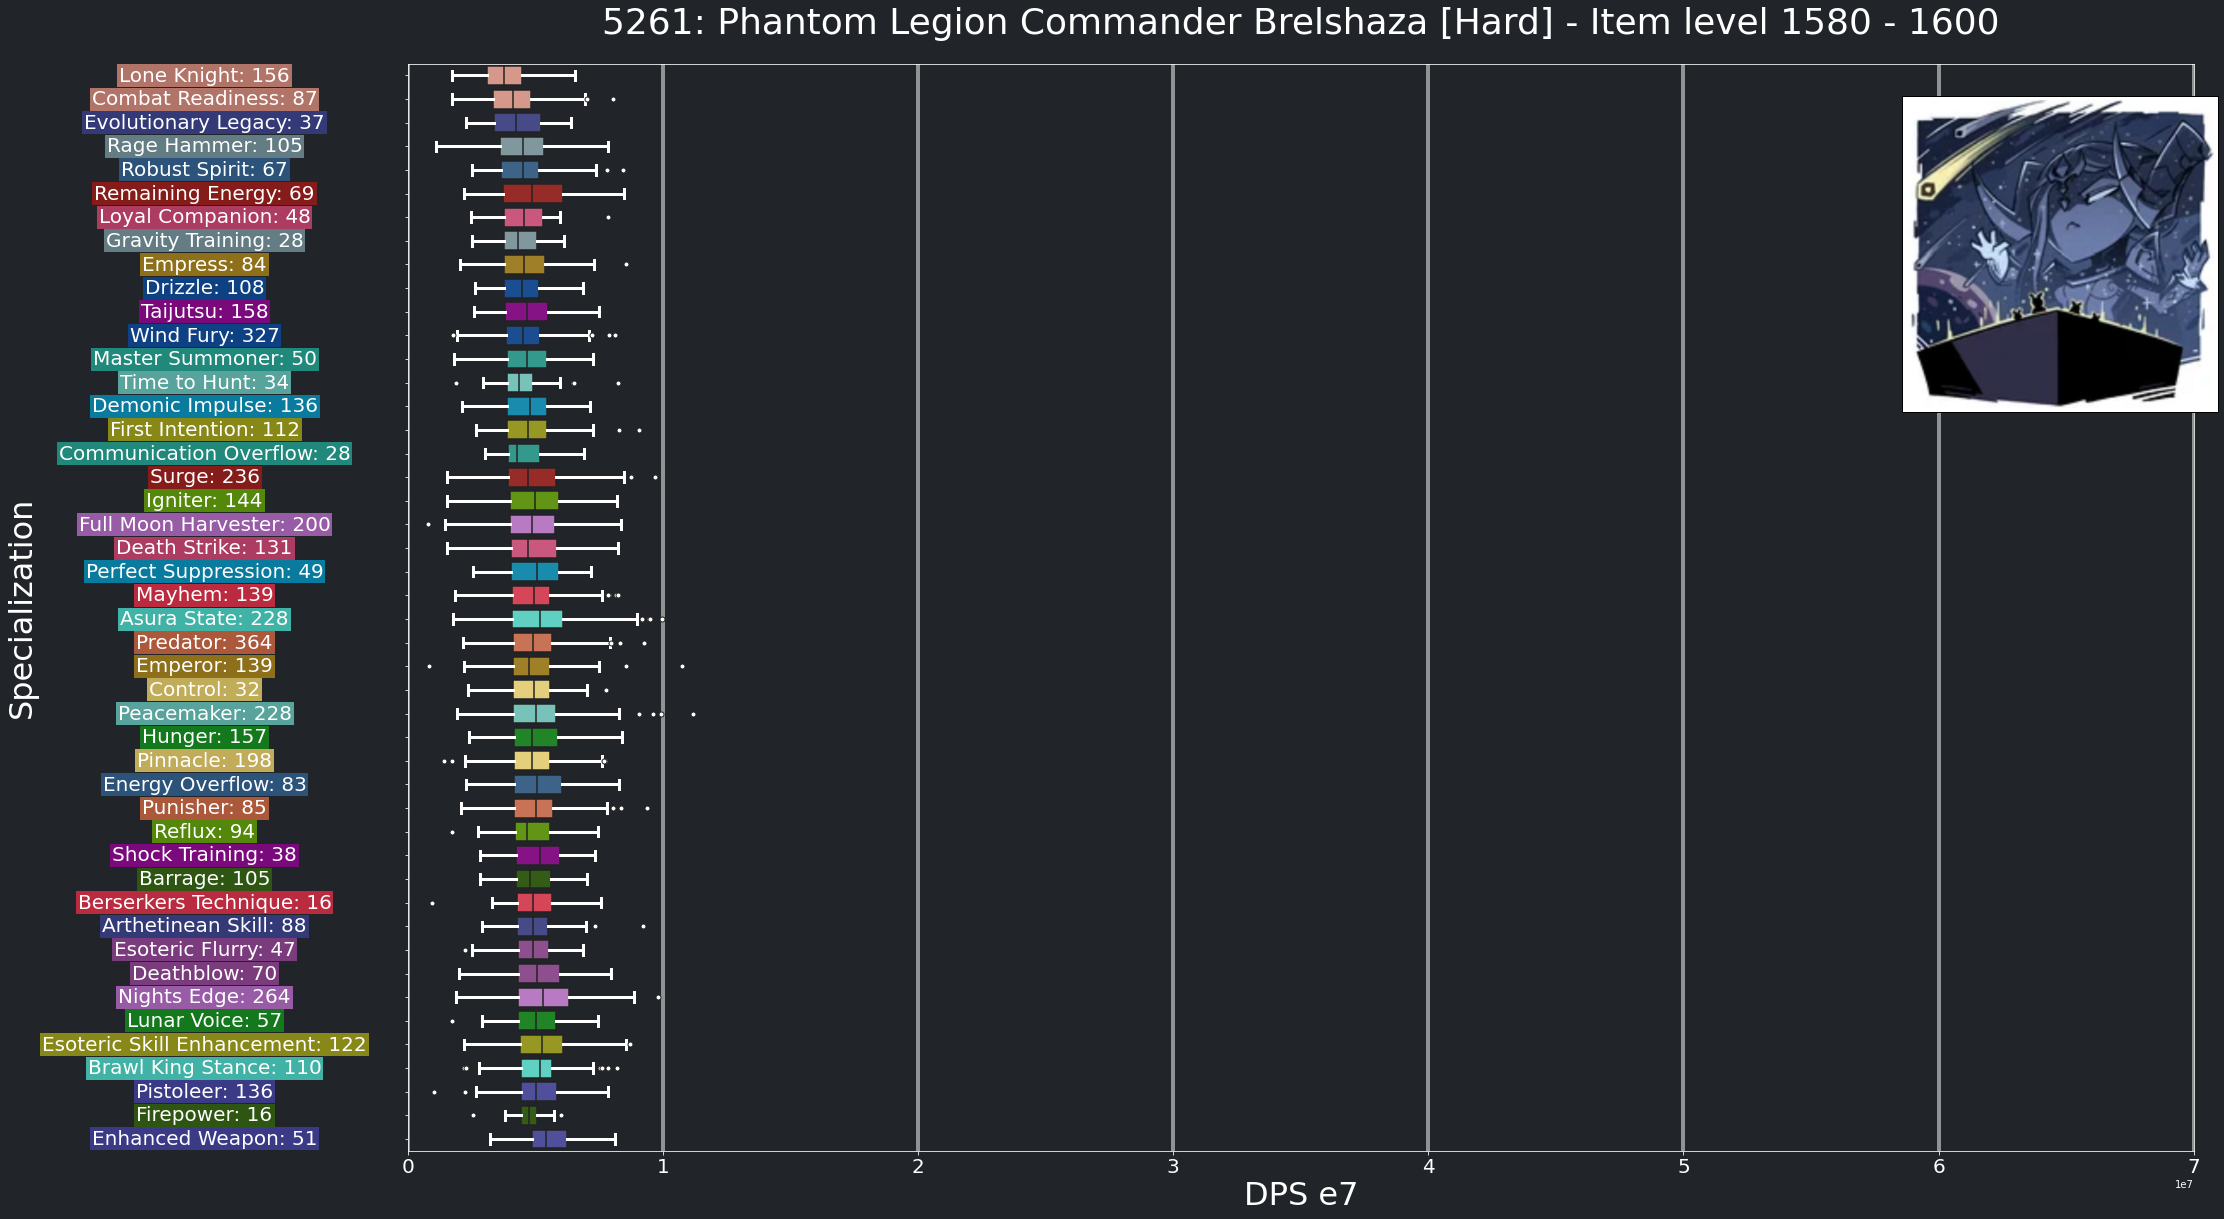 5261: Phantom Legion Commander Brelshaza [Hard] - Item level 1580 - 1600
Lone Knight: 156
Combat Readiness: 87
Evolutionary Legacy: 37
Rage Hammer: 105
Robust Spirit: 67
Remaining Energy: 69
Loyal Companion: 48
Gravity Training: 28
Empress: 84
Drizzle: 108
Taijutsu: 158
Wind Fury: 327
Master Summoner: 50
Time to Hunt: 34
Demonic Impulse: 136
First Intention: 112
Communication Overflow: 28
Surge: 236
Igniter: 144
Full Moon Harvester: 200
Death Strike: 131
Perfect Suppression: 49
Mayhem: 139
Asura State: 228
Predator: 364
Emperor: 139
Control: 32
Peacemaker: 228
Hunger: 157
Pinnacle: 198
Energy Overflow: 83
Punisher: 85
Reflux: 94
Shock Training: 38
Barrage: 105
Berserkers Technique: 16
Arthetinean Skill: 88
Esoteric Flurry: 47
Deathblow: 70
Nights Edge: 264
Lunar Voice: 57
Esoteric Skill Enhancement: 122
Brawl King Stance: 110
Pistoleer: 136
Firepower: 16
Enhanced Weapon: 51
Specialization
0 1 2 3 4 5 6 7
1e7
DPS e7